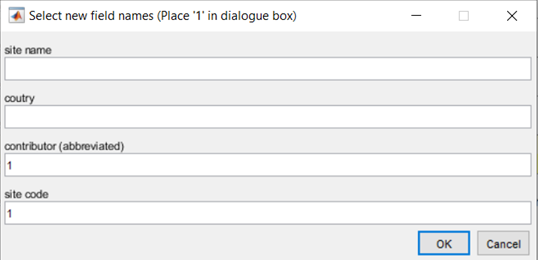 Select new field names (Place '1' in dialogue box)
site name
coutry
contributor (abbreviated)
1
site code
1
OK Cancel